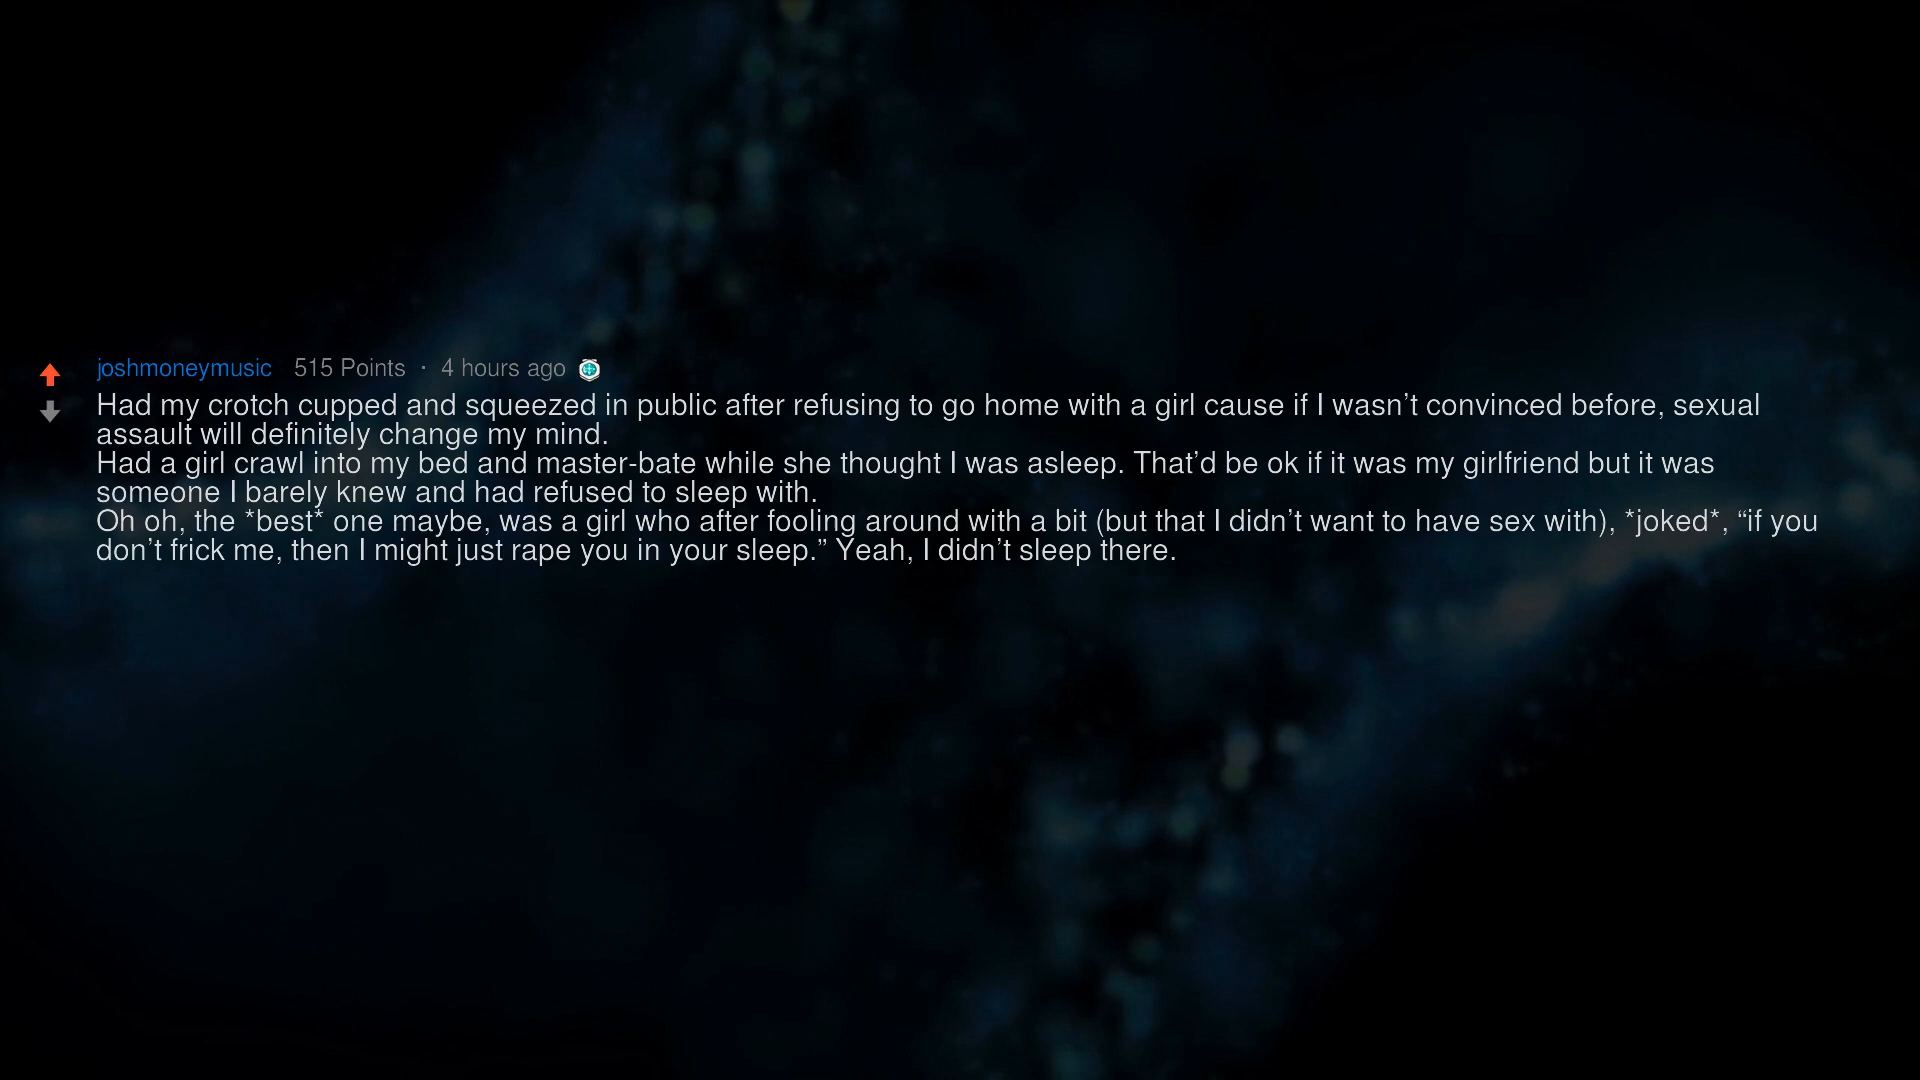 joshmoneymusic 515 Points · 4 hours ago
Had my crotch cupped and squeezed in public after refusing to go home with a girl cause if I wasn’t convinced before, sexual
assault will definitely change my mind.
Had a girl crawl into my bed and master-bate while she thought I was asleep. That’d be ok if it was my girlfriend but it was
someone I barely knew and had refused to sleep with.
Oh oh, the *best* one maybe, was a girl who after fooling around with a bit (but that I didn’t want to have sex with), *joked*, “if you
don’t frick me, then I might just rape you in your sleep.” Yeah, I didn’t sleep there.